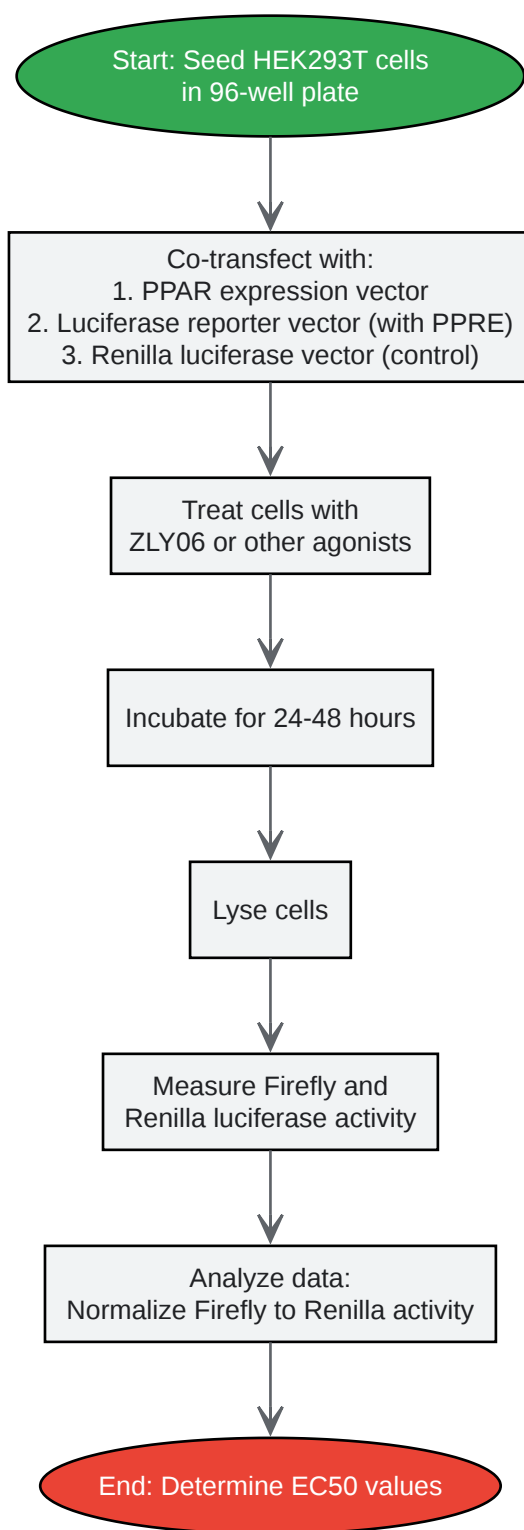 Start: Seed HEK293T cells
in 96-well plate
Co-transfect with:
1. PPAR expression vector
2. Luciferase reporter vector (with PPRE)
3. Renilla luciferase vector (control)
Treat cells with
ZLY06 or other agonists
Incubate for 24-48 hours
Lyse cells
Measure Firefly and
Renilla luciferase activity
Analyze data:
Normalize Firefly to Renilla activity
End: Determine EC50 values